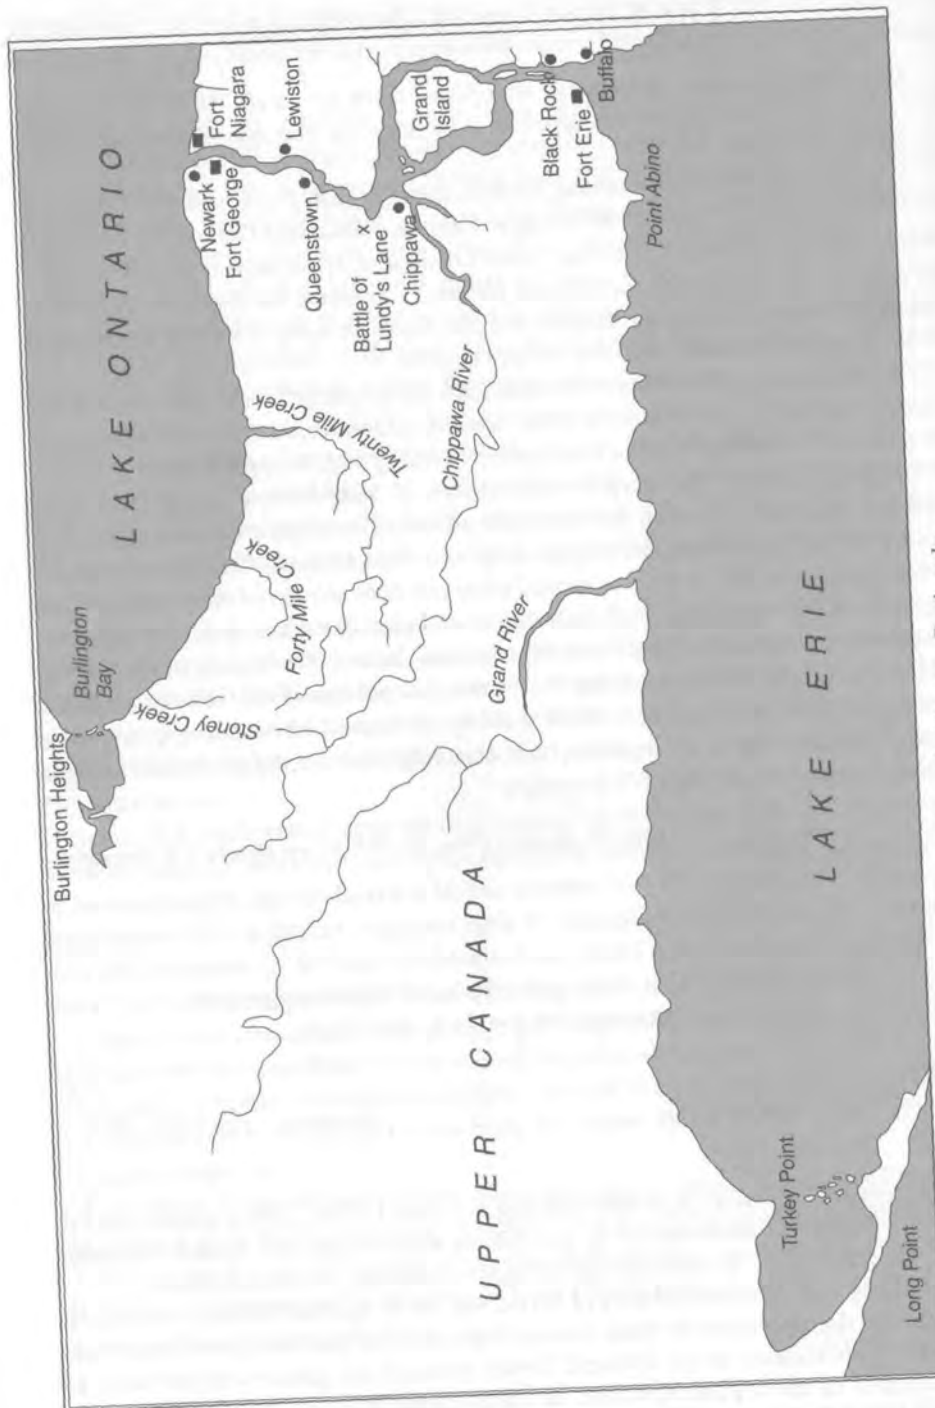 LAKE ONTARIO
Burlington Heights
Burlington
Bay
Stoney Creek
Forty Mile Creek
Twenty Mile Creek
Newark
Fort George
Fort
Niagara
Lewiston
Queenstown
Battle of
Lundy's Lane
x
Chippawa
Chippawa River
Grand
Island
Black Rock
Fort Erie
Buffalo
Point Abino
Grand River
UPPER CANADA
LAKE ERIE
Turkey Point
Long Point